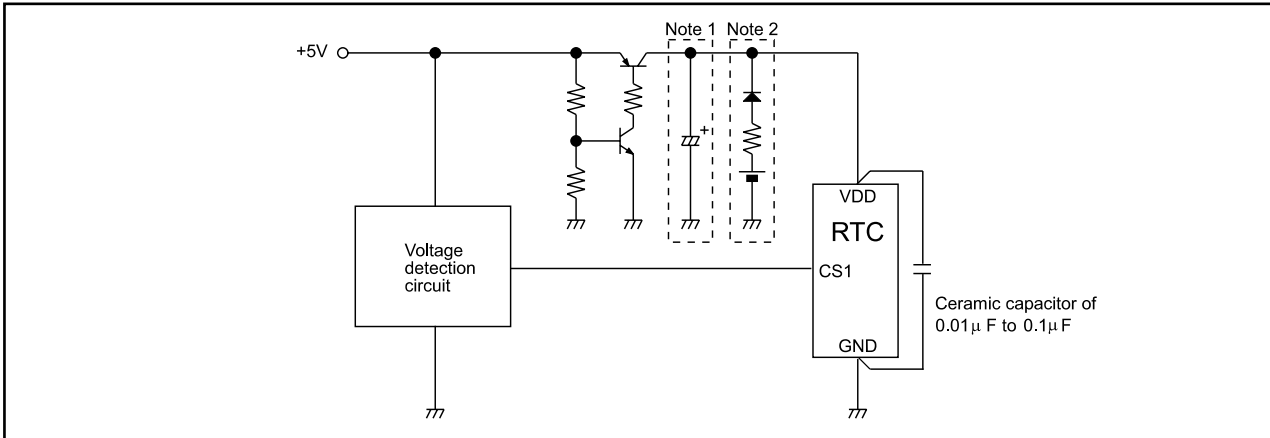 Note 1
Note 2
+5V
+
VDD
RTC
Voltage
detection
circuit
CS1
Ceramic capacitor of
0.01μ F to 0.1μF
GND